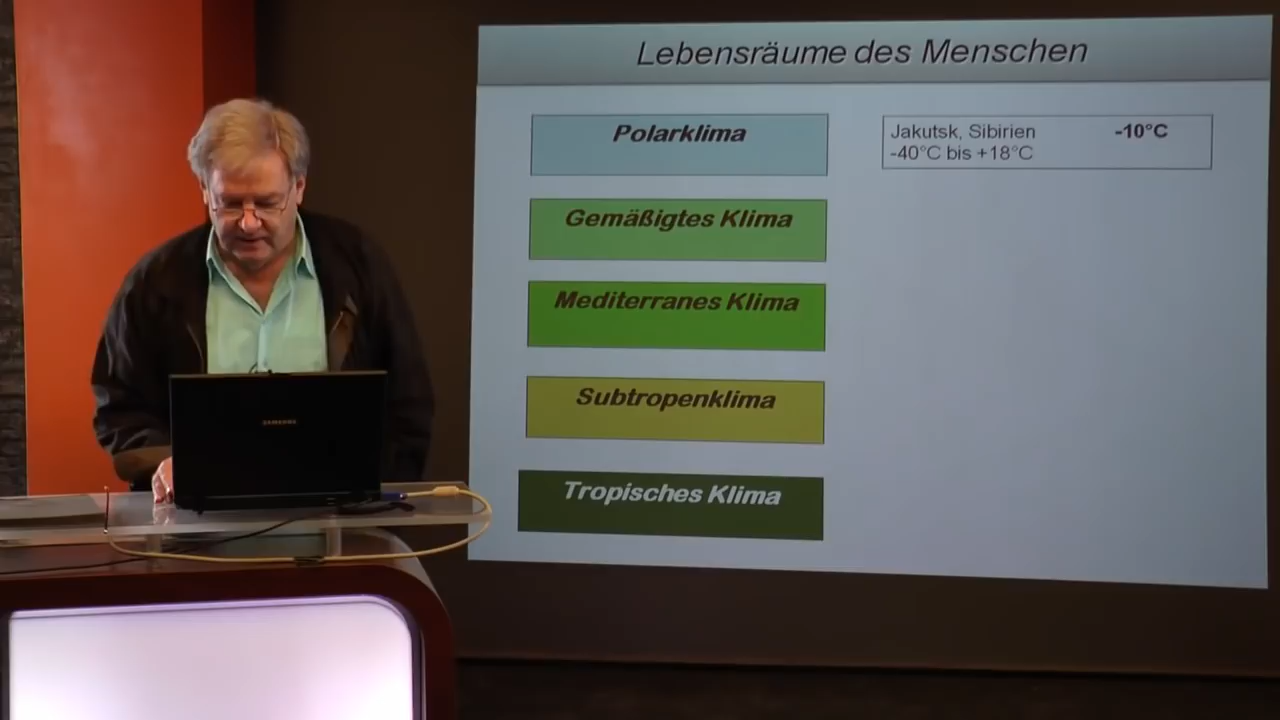 Lebensräume des Menschen
Polarklima
Jakutsk, Sibirien -10°C
-40°C bis +18°C
Gemäßigtes Klima
Mediterranes Klima
Subtropenklima
Tropisches Klima
SAMSUNG